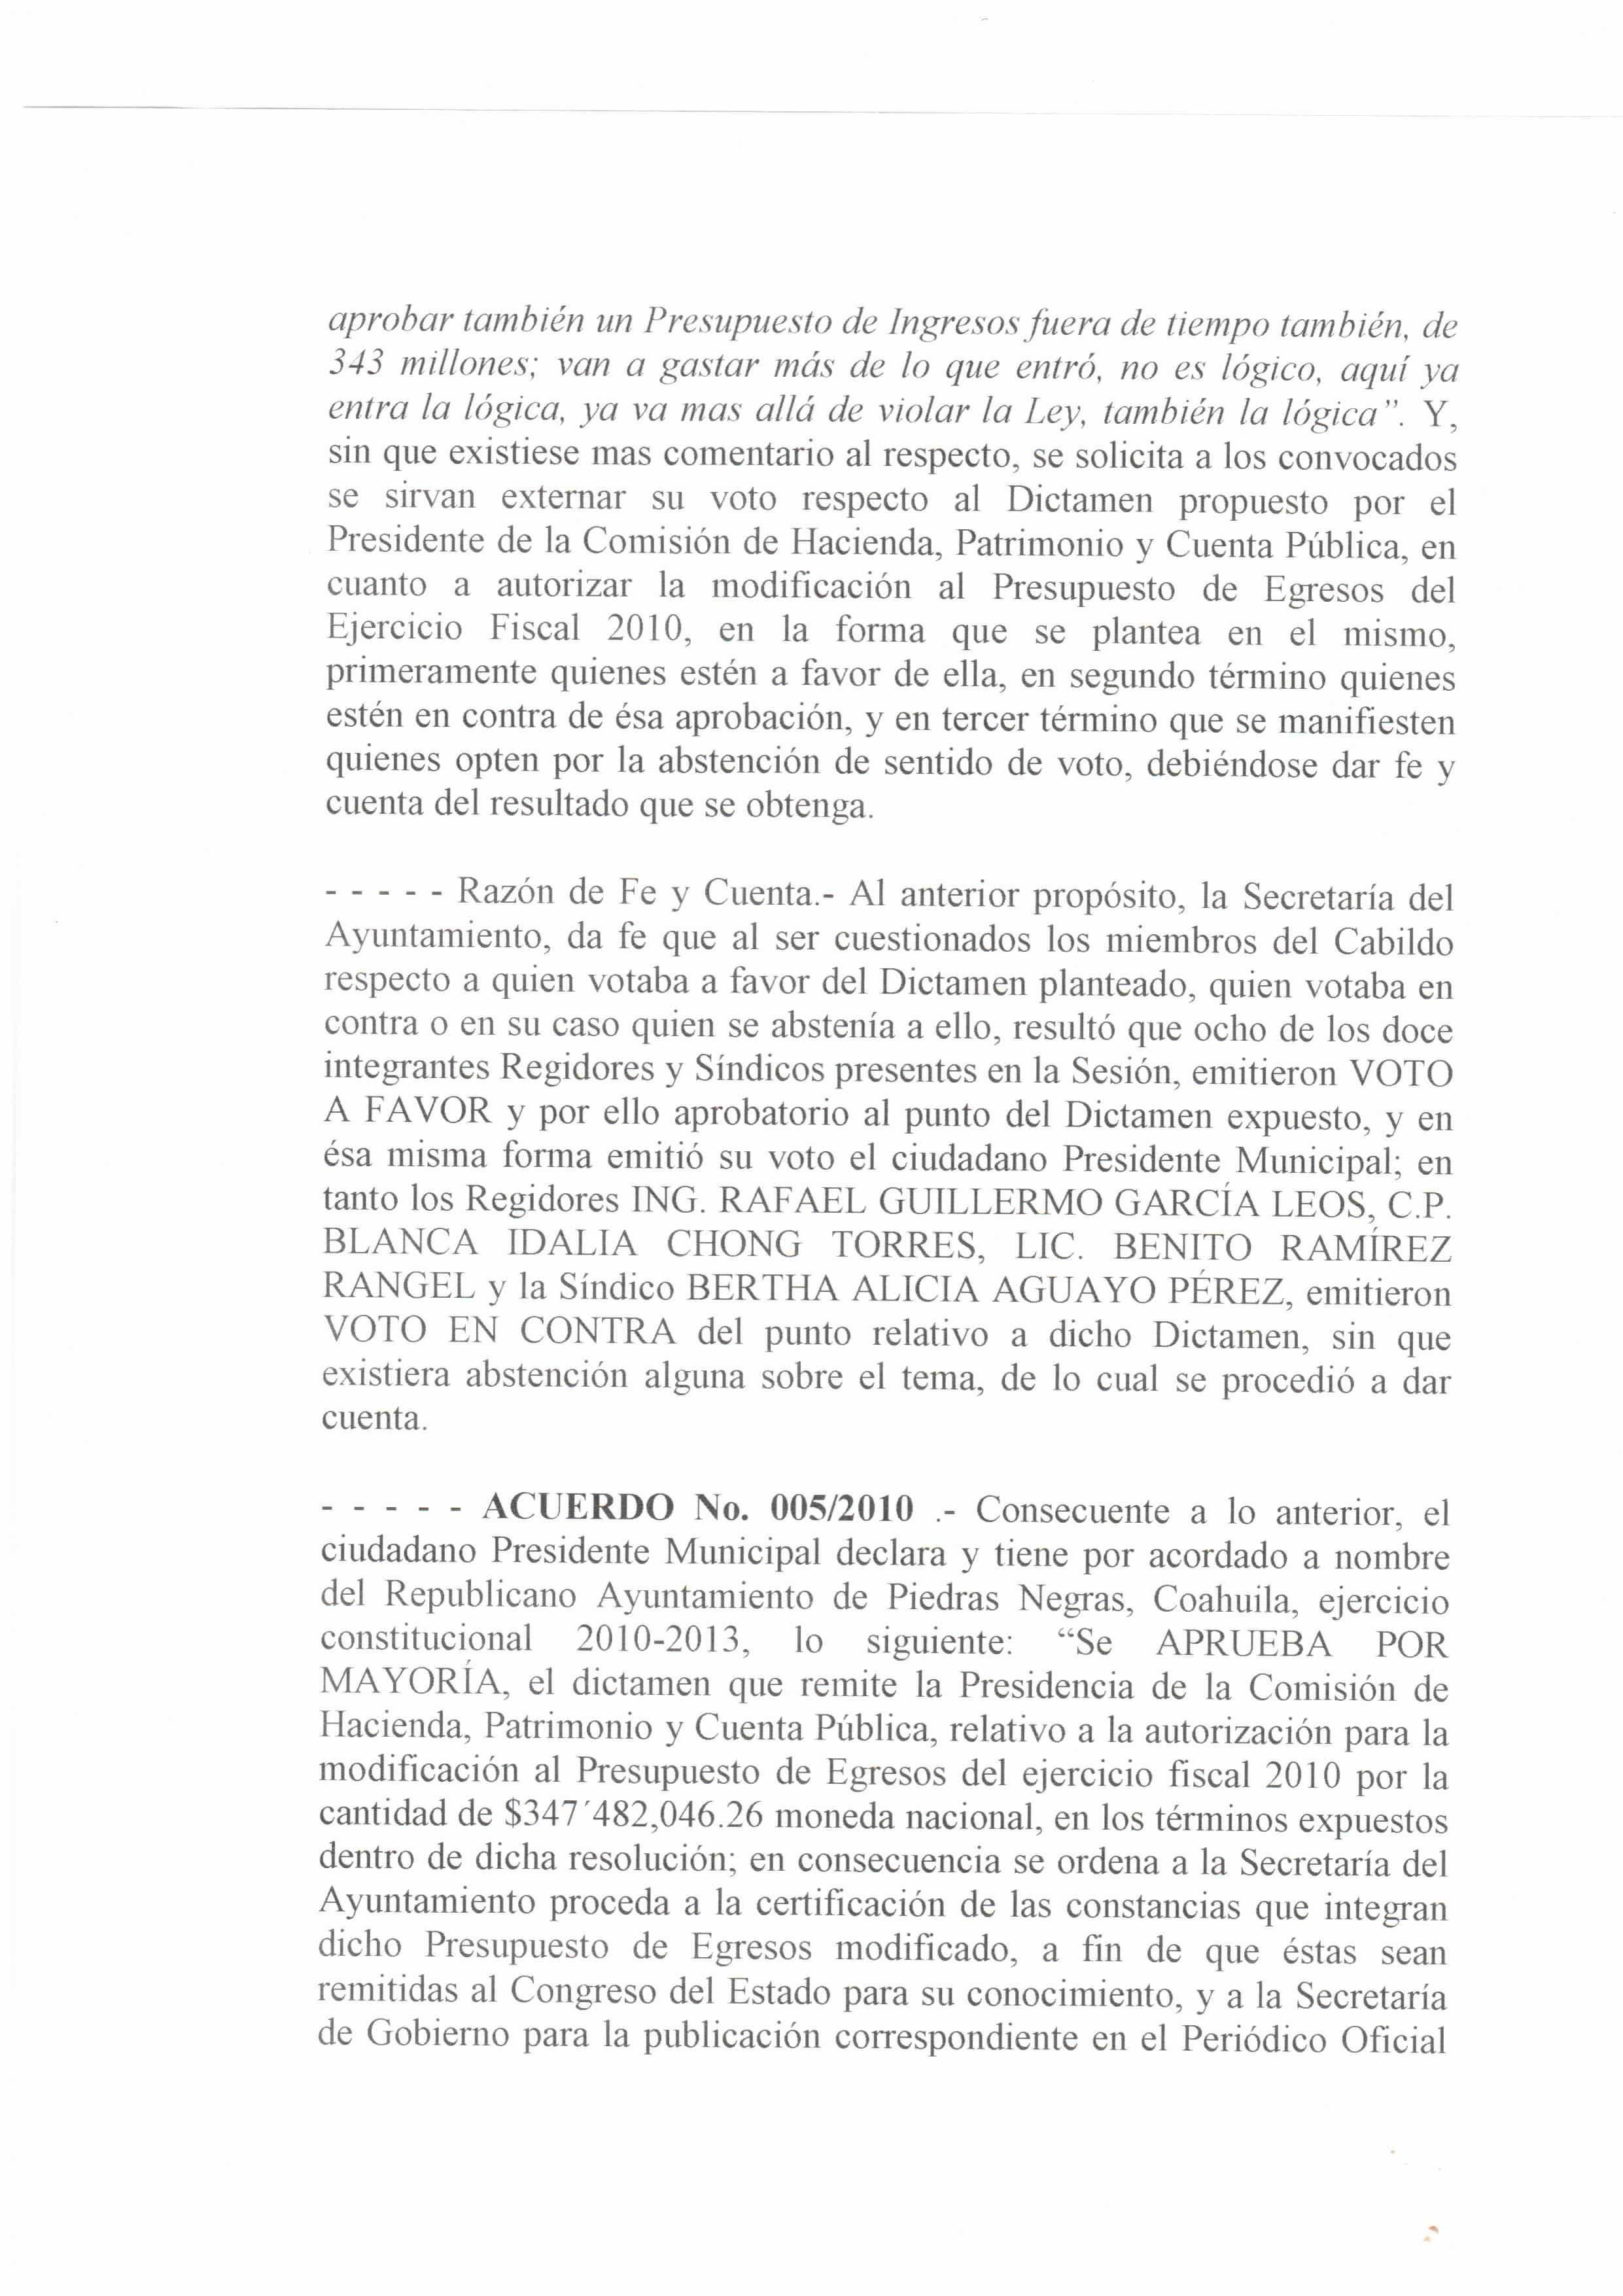 aprobar también un Presupuesto de Ingresos fuera de tiempo también, de
343 millones; van a gastar más de lo que entró, no es lógico, aquí ya
entra la lógica, ya va mas allá de violar la Ley, también la lógica”. Y,
sin que existiese mas comentario al respecto, se solicita a los convocados
se sirvan externar su voto respecto al Dictamen propuesto por el
Presidente de la Comisión de Hacienda, Patrimonio y Cuenta Pública, en
cuanto a autorizar la modificación al Presupuesto de Egresos del
Ejercicio Fiscal 2010, en la forma que se plantea en el mismo,
primeramente quienes estén a favor de ella, en segundo término quienes
estén en contra de ésa aprobación, y en tercer término que se manifiesten
quienes opten por la abstención de sentido de voto, debiéndose dar fe y
cuenta del resultado que se obtenga.
- - - - - Razón de Fe y Cuenta.- Al anterior propósito, la Secretaría del
Ayuntamiento, da fe que al ser cuestionados los miembros del Cabildo
respecto a quien votaba a favor del Dictamen planteado, quien votaba en
contra o en su caso quien se abstenía a ello, resultó que ocho de los doce
integrantes Regidores y Síndicos presentes en la Sesión, emitieron VOTO
A FAVOR y por ello aprobatorio al punto del Dictamen expuesto, y en
ésa misma forma emitió su voto el ciudadano Presidente Municipal; en
tanto los Regidores ING. RAFAEL GUILLERMO GARCÍA LEOS, C.P.
BLANCA IDALIA CHONG TORRES, LIC. BENITO RAMÍREZ
RANGEL y la Síndico BERTHA ALICIA AGUAYO PÉREZ, emitieron
VOTO EN CONTRA del punto relativo a dicho Dictamen, sin que
existiera abstención alguna sobre el tema, de lo cual se procedió a dar
cuenta.
- - - - - ACUERDO No. 005/2010 .- Consecuente a lo anterior, el
ciudadano Presidente Municipal declara y tiene por acordado a nombre
del Republicano Ayuntamiento de Piedras Negras, Coahuila, ejercicio
constitucional 2010-2013, lo siguiente: “Se APRUEBA POR
MAYORÍA, el dictamen que remite la Presidencia de la Comisión de
Hacienda, Patrimonio y Cuenta Pública, relativo a la autorización para la
modificación al Presupuesto de Egresos del ejercicio fiscal 2010 por la
cantidad de $347´482,046.26 moneda nacional, en los términos expuestos
dentro de dicha resolución; en consecuencia se ordena a la Secretaría del
Ayuntamiento proceda a la certificación de las constancias que integran
dicho Presupuesto de Egresos modificado, a fin de que éstas sean
remitidas al Congreso del Estado para su conocimiento, y a la Secretaría
de Gobierno para la publicación correspondiente en el Periódico Oficial